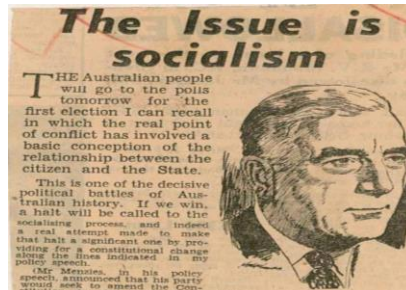 The Issue is
socialism
THE Australian people
will go to the polls
tomorrow for the
first election I can recall
in which the real point
of conflict has involved a
basic conception of the
relationship between the
citizen and the State.
This is one of the decisive
political battles of Aus-
tralian history. If we win,
a halt will be called to the
socialising process, and indeed
a real attempt made to make
that halt a significant one by pro-
viding for a constitutional change
along the lines indicated in my
policy speech.
(Mr Menzies, in his policy
speech, announced that his party
would seek to amend the Con-